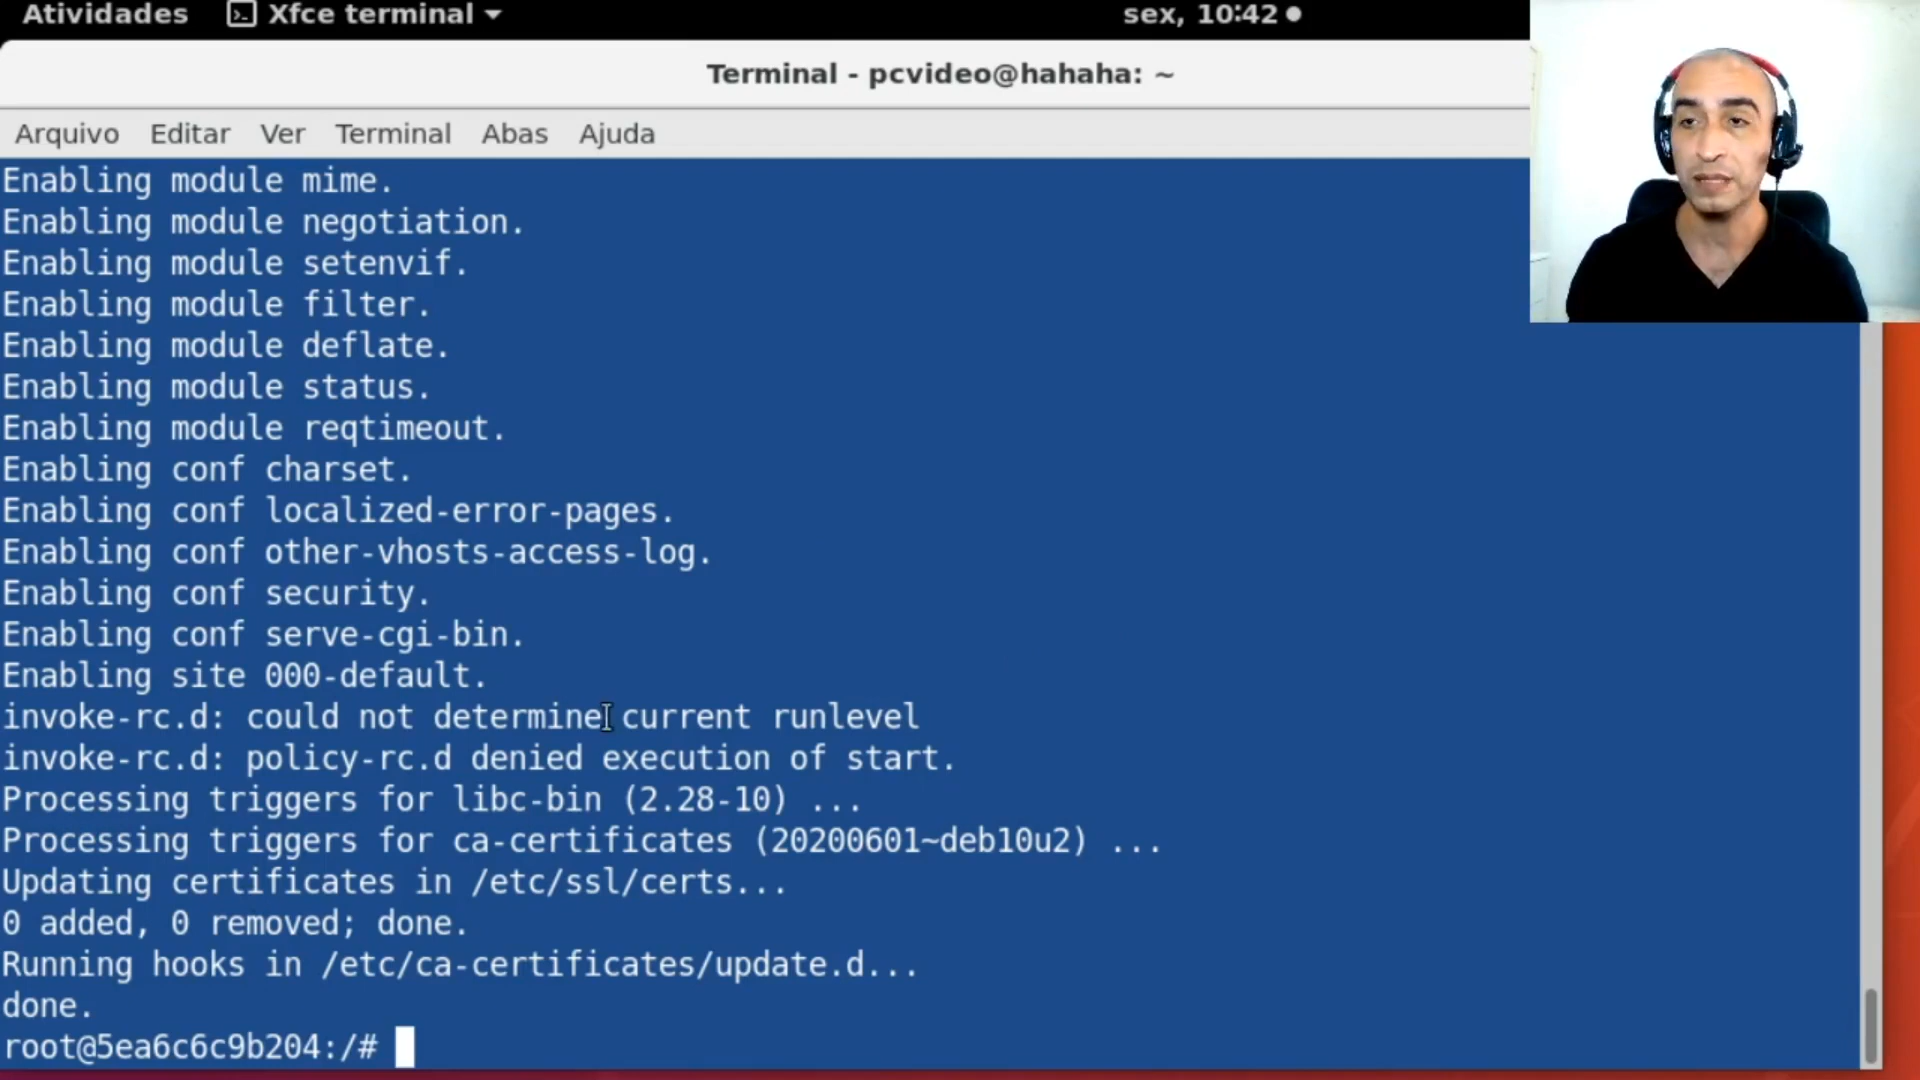 Atividades Xfce terminal sex, 10:42
Terminal - pcvideo@hahaha: ~
Arquivo Editar Ver Terminal Abas Ajuda
Enabling module mime.
Enabling module negotiation.
Enabling module setenvif.
Enabling module filter.
Enabling module deflate.
Enabling module status.
Enabling module reqtimeout.
Enabling conf charset.
Enabling conf localized-error-pages.
Enabling conf other-vhosts-access-log.
Enabling conf security.
Enabling conf serve-cgi-bin.
Enabling site 000-default.
invoke-rc.d: could not determine current runlevel
invoke-rc.d: policy-rc.d denied execution of start.
Processing triggers for libc-bin (2.28-10) ...
Processing triggers for ca-certificates (20200601~deb10u2) ...
Updating certificates in /etc/ssl/certs...
0 added, 0 removed; done.
Running hooks in /etc/ca-certificates/update.d...
done.
root@5ea6c6c9b204:/#